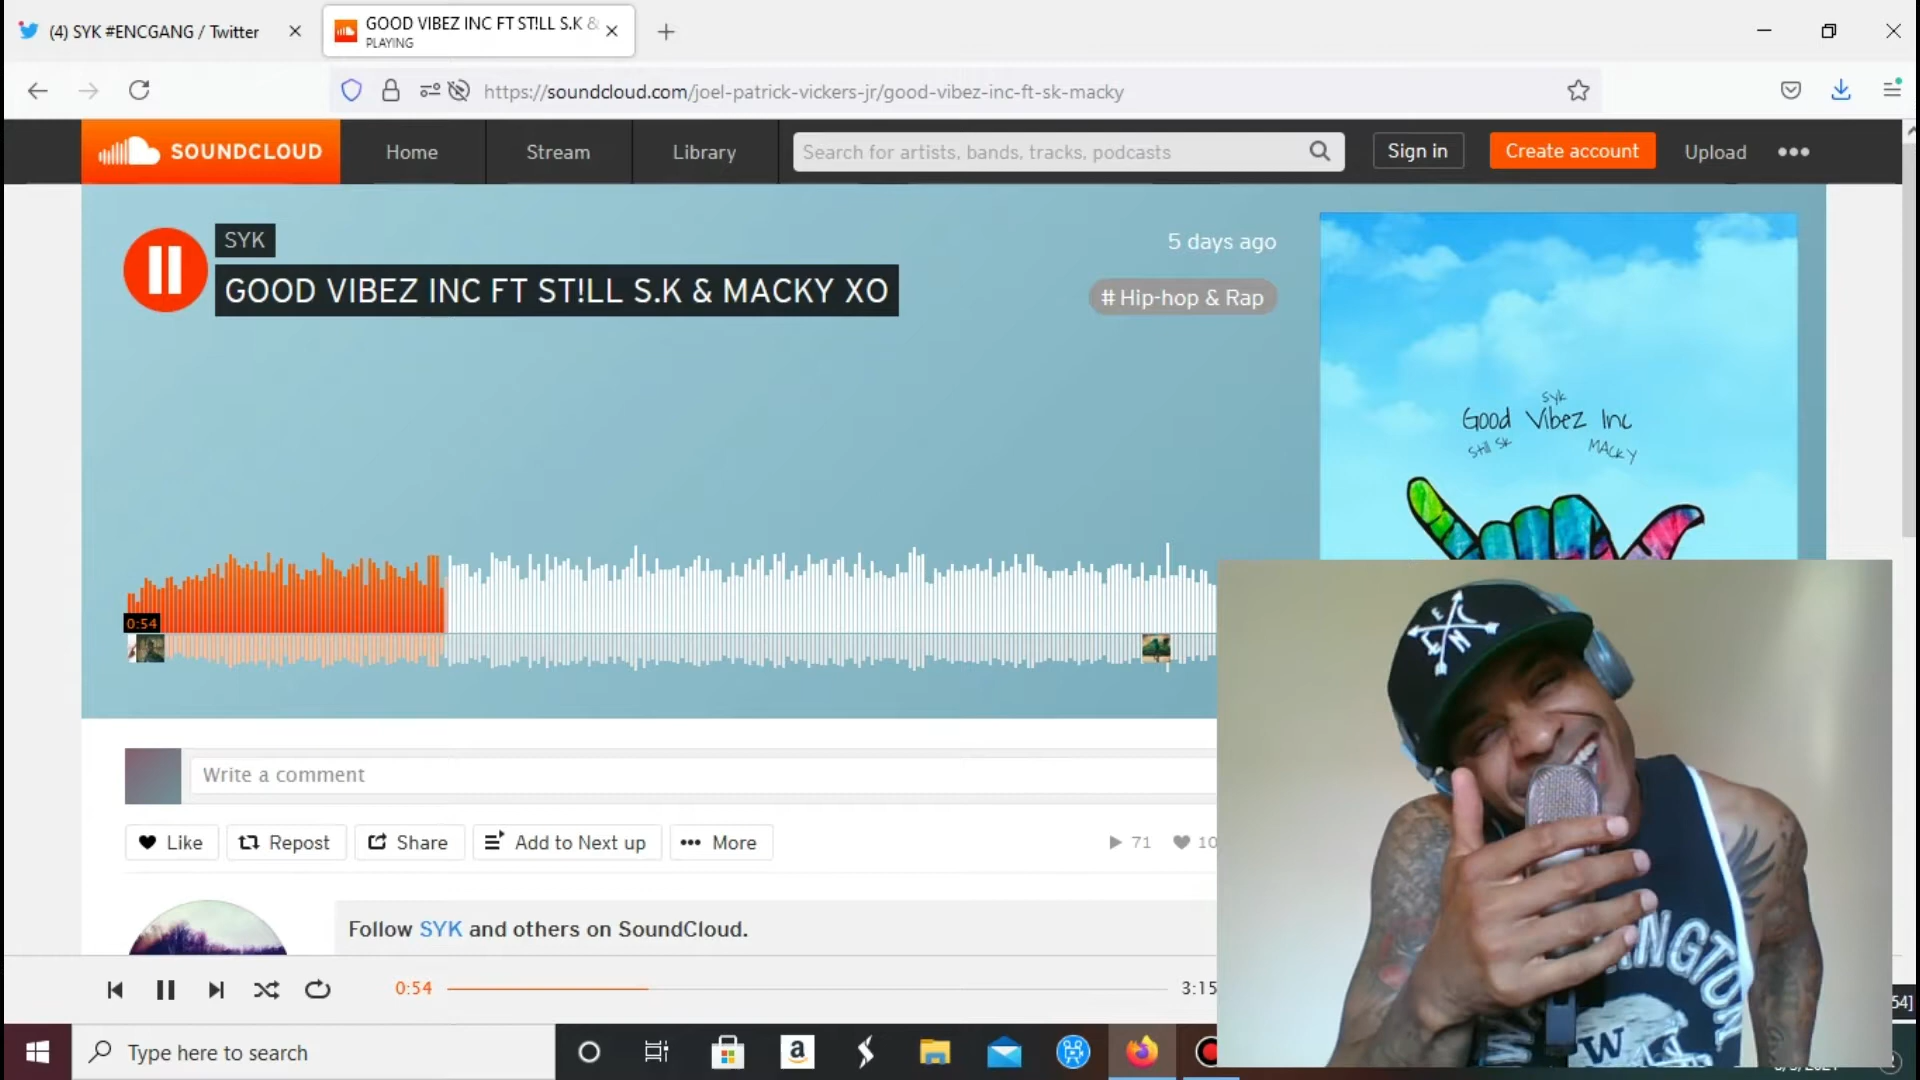 (4) SYK #ENCGANG / Twitter
GOOD VIBEZ INC FT ST!LL S.K &
PLAYING
https://soundcloud.com/joel-patrick-vickers-jr/good-vibez-inc-ft-sk-macky
SOUNDCLOUD
Home
Stream
Library
Search for artists, bands, tracks, podcasts
Sign in
Create account
Upload
SYK
5 days ago
GOOD VIBEZ INC FT ST!LL S.K & MACKY XO
# Hip-hop & Rap
Syk
Good Vibez Inc
Still SK
MACKY
0:54
Write a comment
Like
Repost
Share
Add to Next up
More
71
10
Follow SYK and others on SoundCloud.
0:54
3:15
54]
Type here to search
a
E
E C
N
NGTON
W